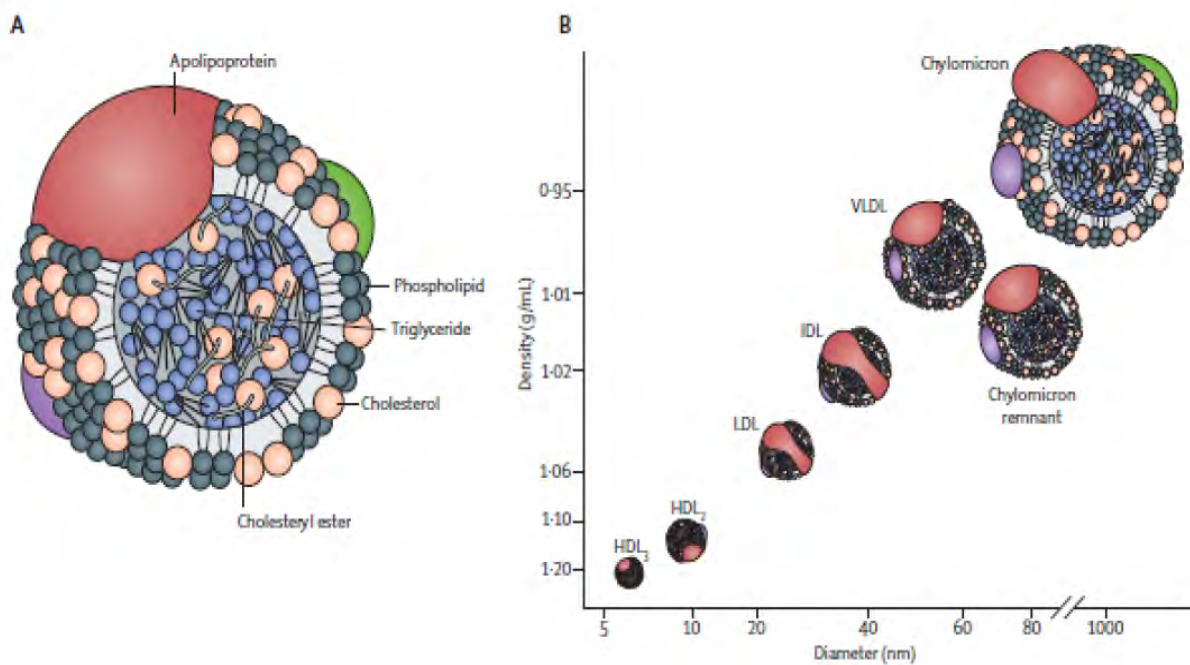 A
Apolipoprotein
Phospholipid
Triglyceride
Cholesterol
Cholesteryl ester
B
Chylomicron
0·95
VLDL
1·01
Density (g/mL)
IDL
1·02
Chylomicron
remnant
LDL
1·06
HDL2
1·10
HDL3
1·20
5 10 20 40 60 80 1000
Diameter (nm)